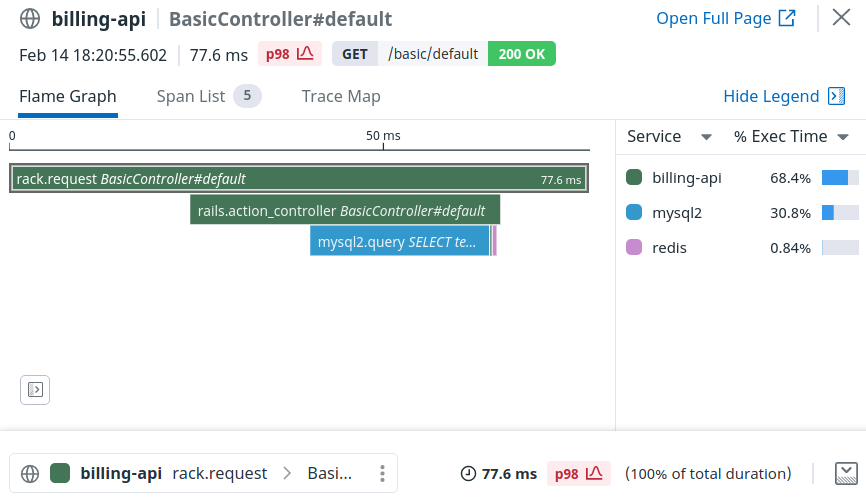 billing-api BasicController#default Open Full Page
Feb 14 18:20:55.602 77.6 ms p98 GET /basic/default 200 OK
Flame Graph Span List 5 Trace Map Hide Legend
0 50 ms
rack.request BasicController#default 77.6 ms
rails.action_controller BasicController#default
mysql2.query SELECT te...
Service % Exec Time
billing-api 68.4%
mysql2 30.8%
redis 0.84%
billing-api rack.request > Basi... 77.6 ms p98 (100% of total duration)